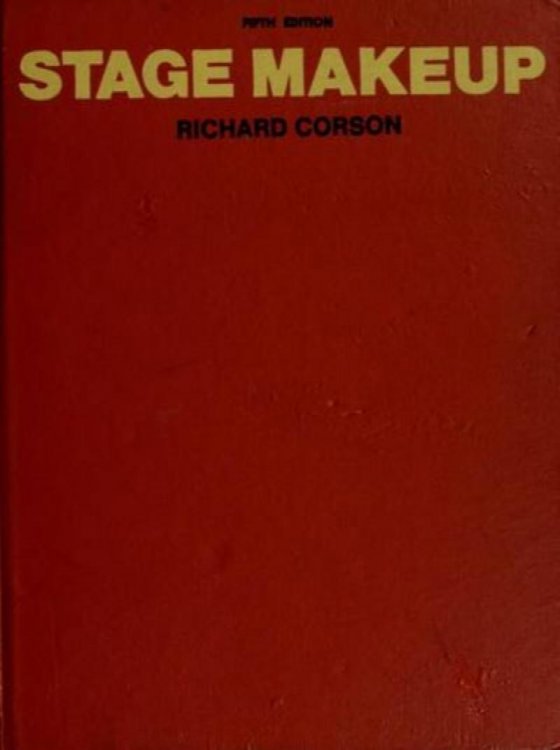 FIFTH EDITION
STAGE MAKEUP
RICHARD CORSON